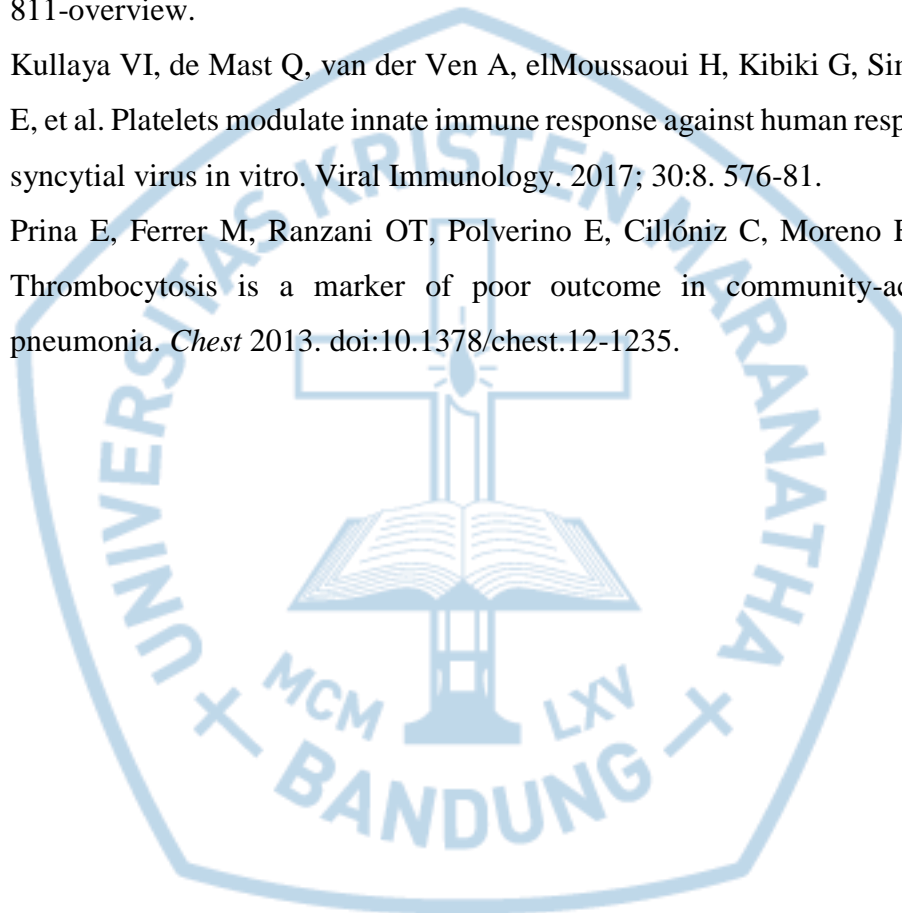 811-overview.
Kullaya VI, de Mast Q, van der Ven A, elMoussaoui H, Kibiki G, Sin
E, et al. Platelets modulate innate immune response against human resp
syncytial virus in vitro. Viral Immunology. 2017; 30:8. 576-81.
Prina E, Ferrer M, Ranzani OT, Polverino E, Cillóniz C, Moreno E
Thrombocytosis is a marker of poor outcome in community-ac
pneumonia. Chest 2013. doi:10.1378/chest.12-1235.
UNIVERSITAS KRISTEN MARANATHA
MCM LXV
BANDUNG